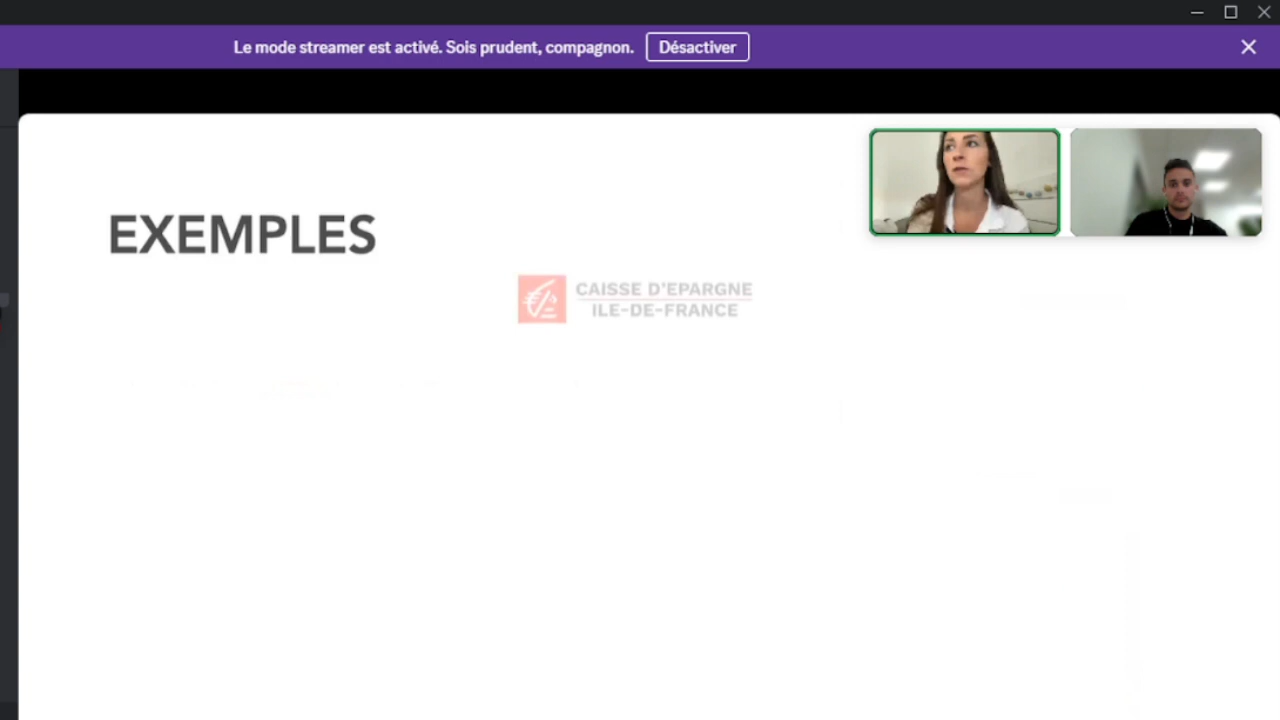 Le mode streamer est activé. Sois prudent, compagnon.
Désactiver
EXEMPLES
CAISSE D'EPARGNE
ILE-DE-FRANCE